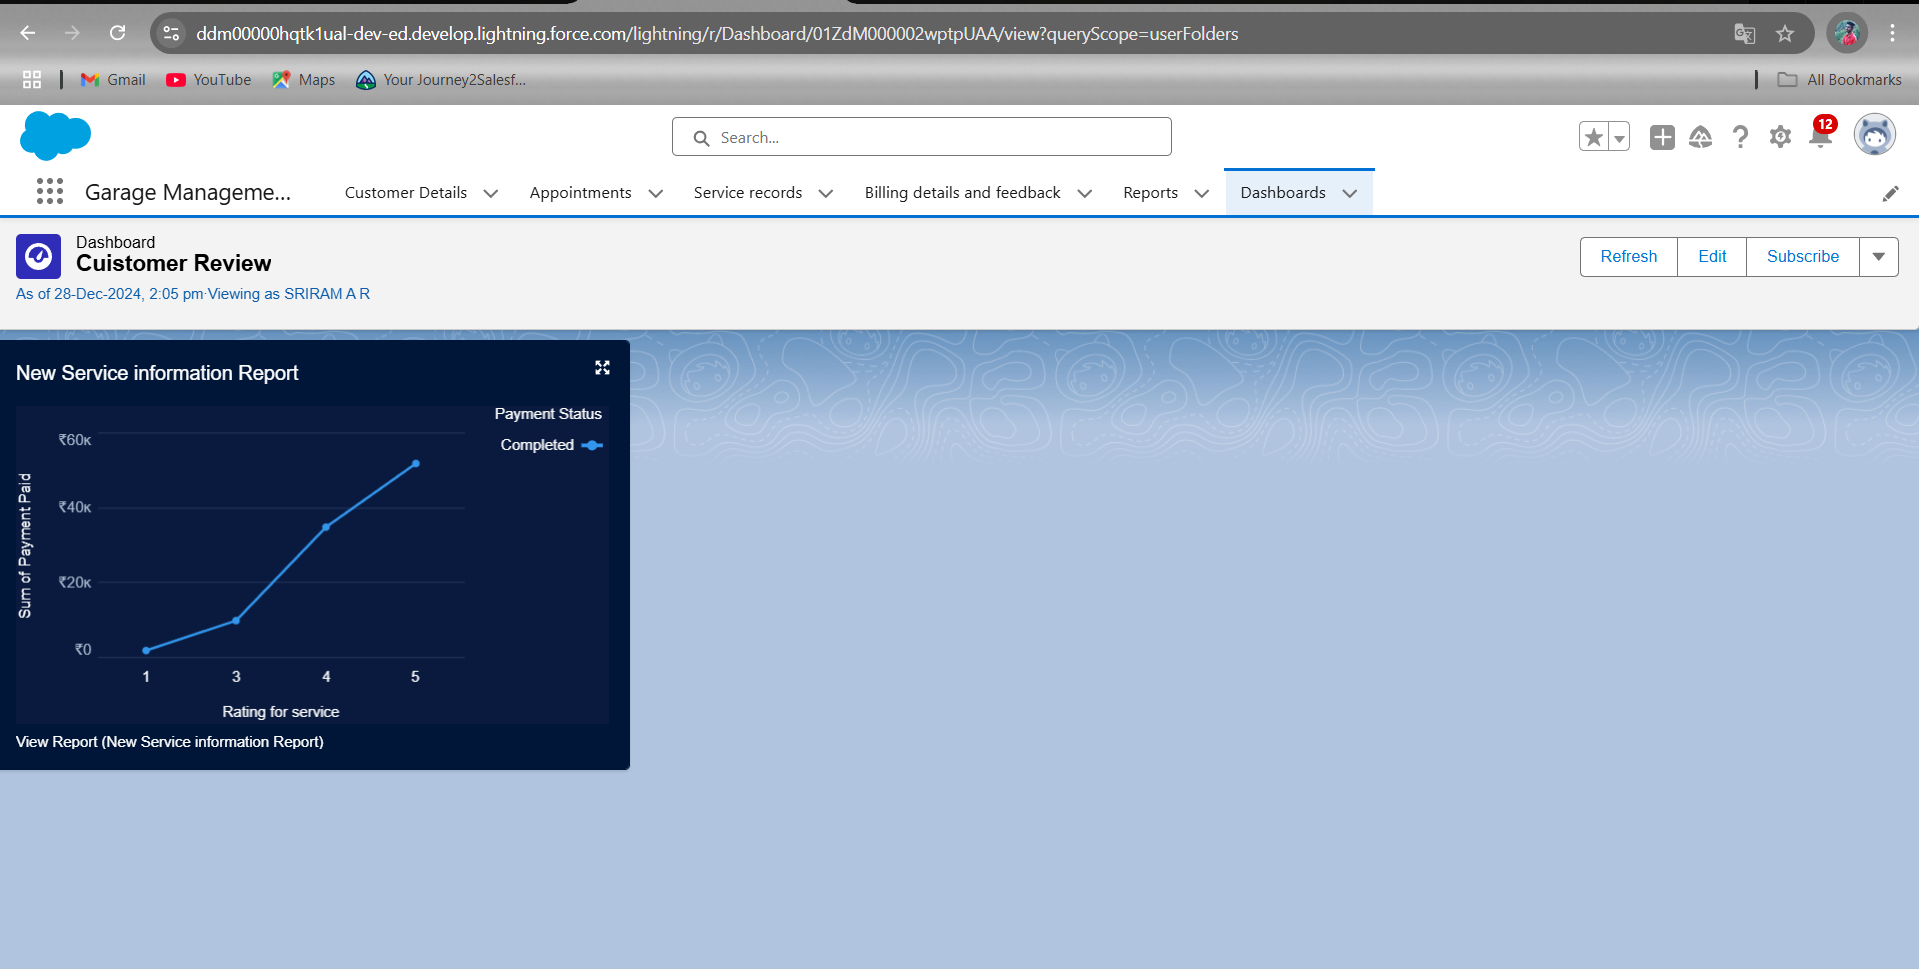 ddm00000hqtk1ual-dev-ed.develop.lightning.force.com/lightning/r/Dashboard/01ZdM000002wptpUAA/view?queryScope=userFolders
Gmail YouTube Maps Your Journey2Salesf... All Bookmarks
Search...
12
Garage Manageme... Customer Details Appointments Service records Billing details and feedback Reports Dashboards
Dashboard
Cuistomer Review
As of 28-Dec-2024, 2:05 pm·Viewing as SRIRAM A R
Refresh Edit Subscribe
New Service information Report
Payment Status
Completed
Sum of Payment Paid
₹60K
₹40K
₹20K
₹0
1 3 4 5
Rating for service
View Report (New Service information Report)